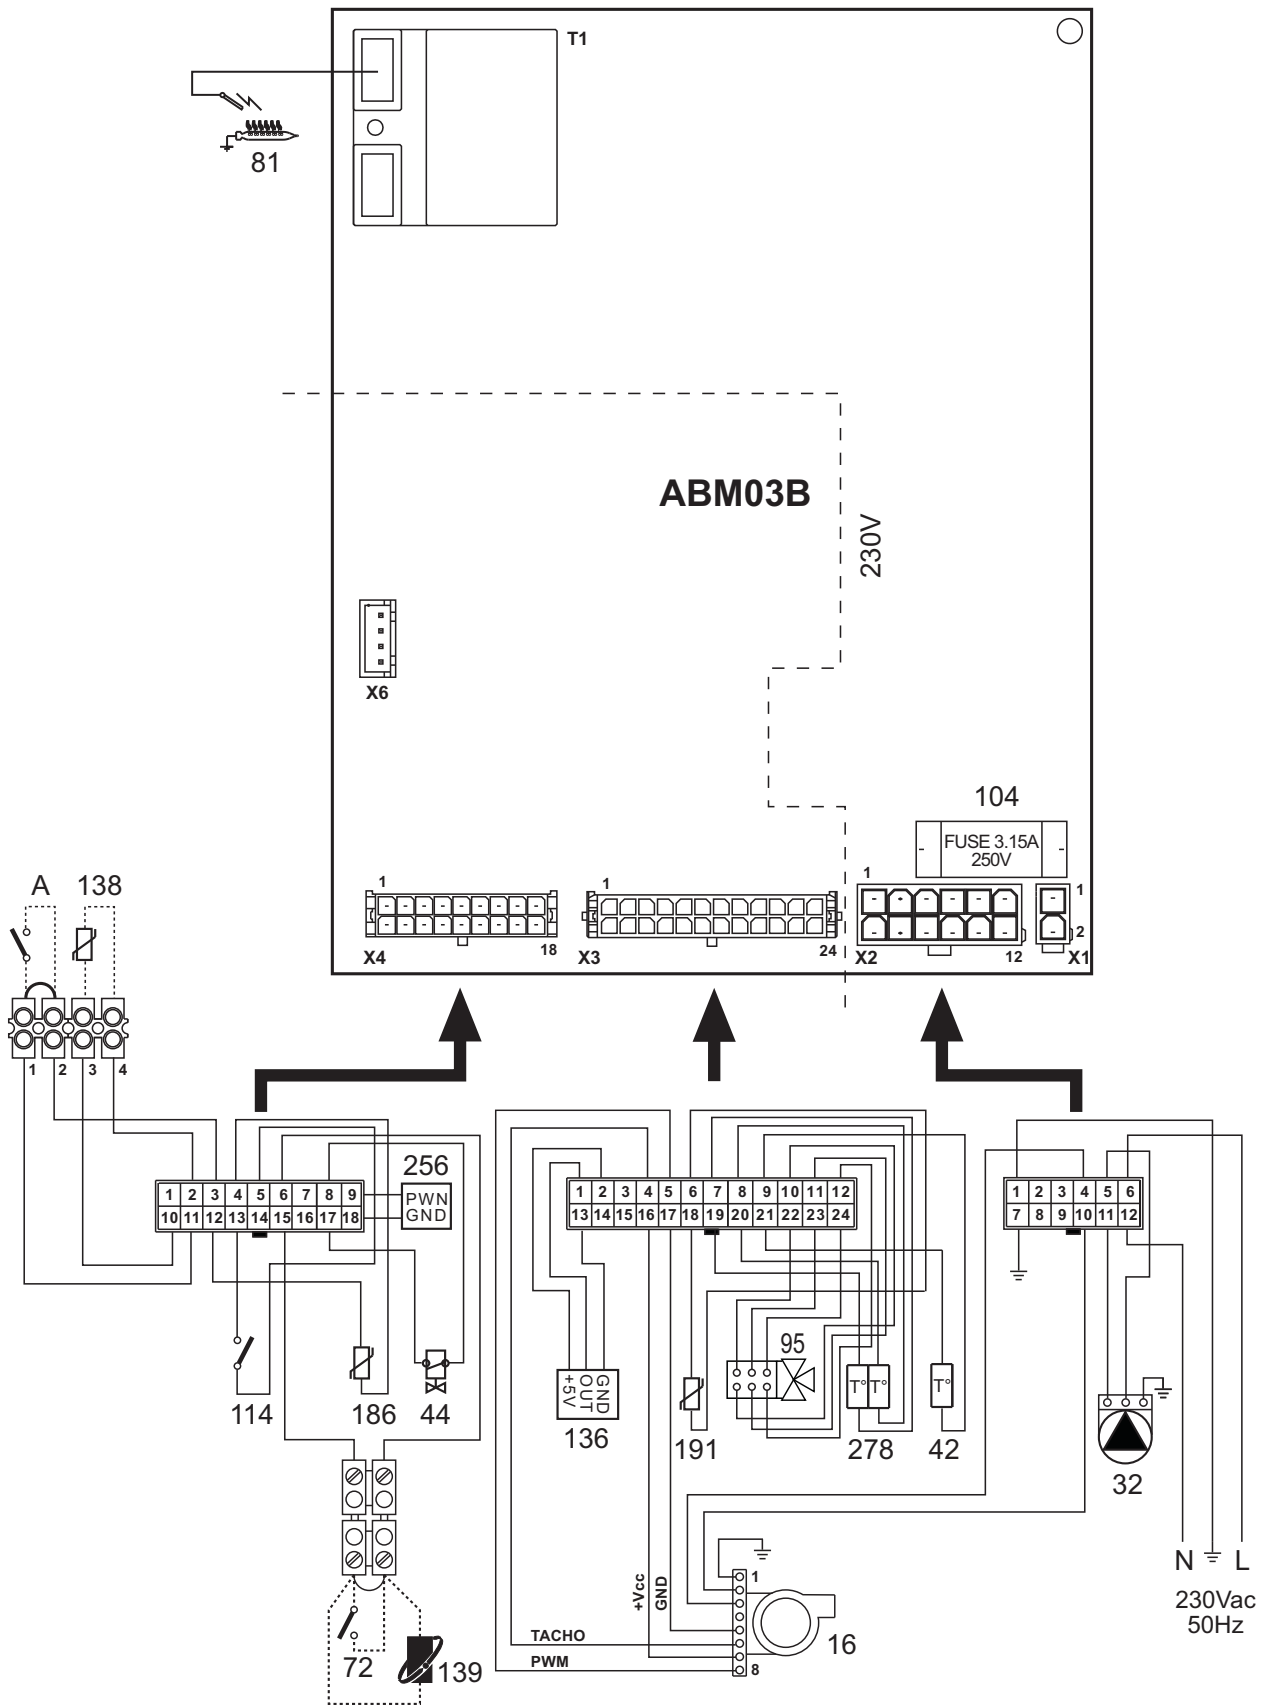 T1
81
ABM03B
230V
X6
104
FUSE 3.15A
250V
1
1
1
1
2
18
24
12
X4
X3
X2
X1
A 138
1 2 3 4
256
PWN
GND
1 2 3 4 5 6 7 8 9
10 11 12 13 14 15 16 17 18
1 2 3 4 5 6 7 8 9 10 11 12
13 14 15 16 17 18 19 20 21 22 23 24
1 2 3 4 5 6
7 8 9 10 11 12
95
+5V
OUT
GND
T° T°
T°
114 186 44
136 191 278 42
32
N L
230Vac
50Hz
+Vcc
GND
1
TACHO
PWM
8
16
72 139